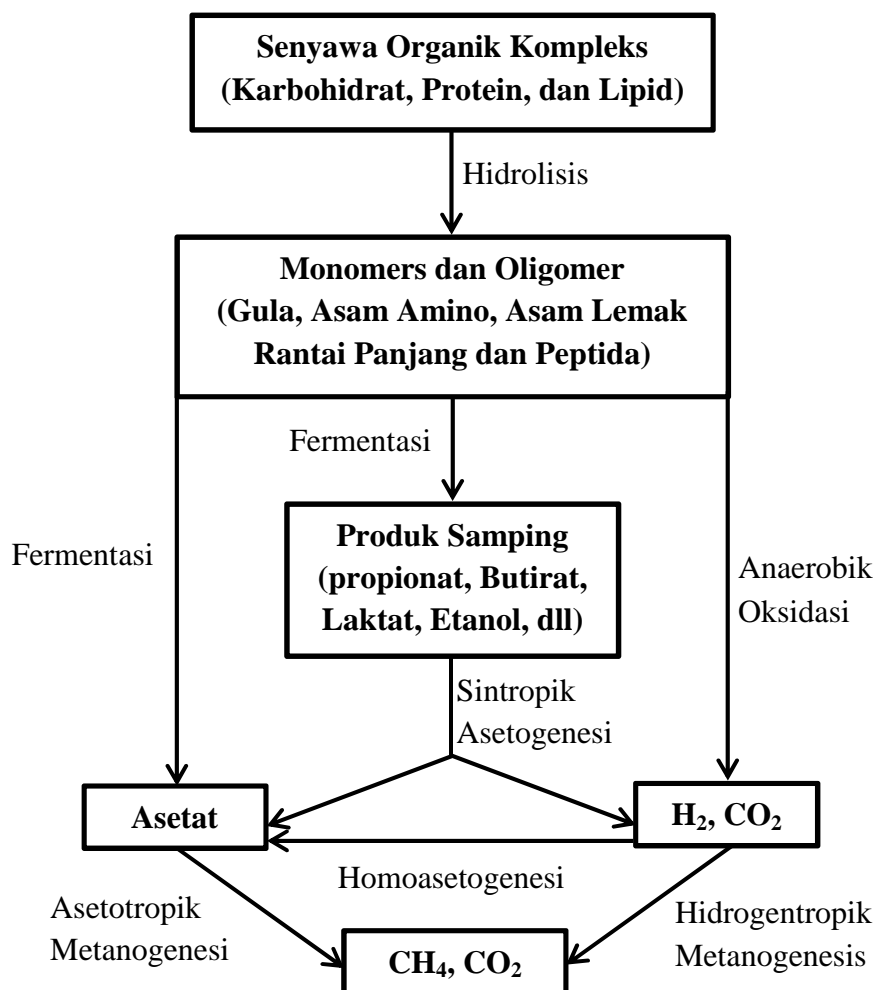 Senyawa Organik Kompleks
(Karbohidrat, Protein, dan Lipid)
Hidrolisis
Monomers dan Oligomer
(Gula, Asam Amino, Asam Lemak
Rantai Panjang dan Peptida)
Fermentasi
Fermentasi
Produk Samping
(propionat, Butirat,
Laktat, Etanol, dll)
Anaerobik
Oksidasi
Sintropik
Asetogenesi
Asetat
H₂, CO₂
Homoasetogenesi
Asetotropik
Metanogenesi
Hidrogentropik
Metanogenesis
CH₄, CO₂